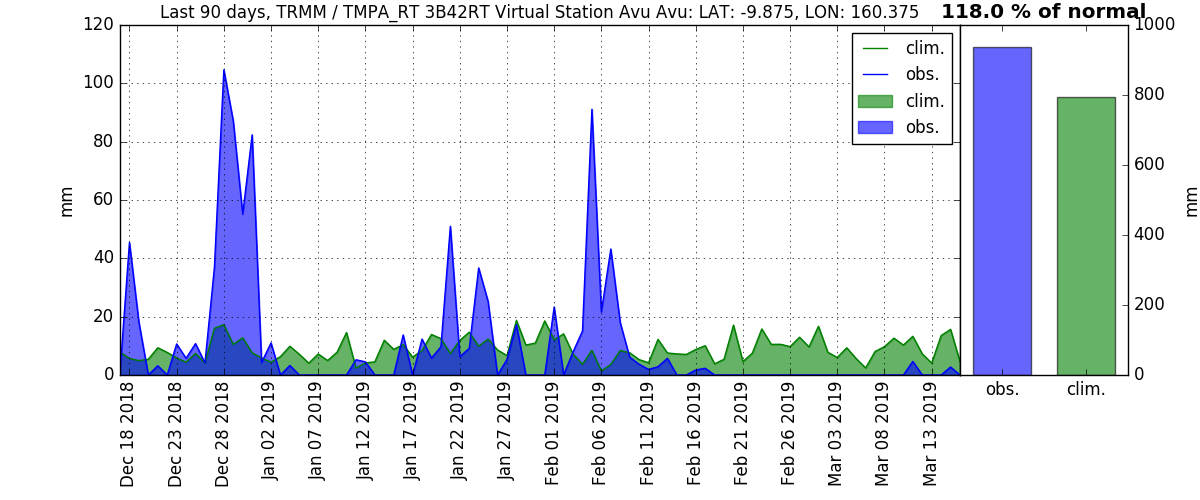 Last 90 days, TRMM / TMPA_RT 3B42RT Virtual Station Avu Avu: LAT: -9.875, LON: 160.375
118.0 % of normal
120
100
80
60
40
20
0
mm
clim.
obs.
clim.
obs.
1000
800
600
400
200
0
mm
obs.
clim.
Dec 18 2018
Dec 23 2018
Dec 28 2018
Jan 02 2019
Jan 07 2019
Jan 12 2019
Jan 17 2019
Jan 22 2019
Jan 27 2019
Feb 01 2019
Feb 06 2019
Feb 11 2019
Feb 16 2019
Feb 21 2019
Feb 26 2019
Mar 03 2019
Mar 08 2019
Mar 13 2019